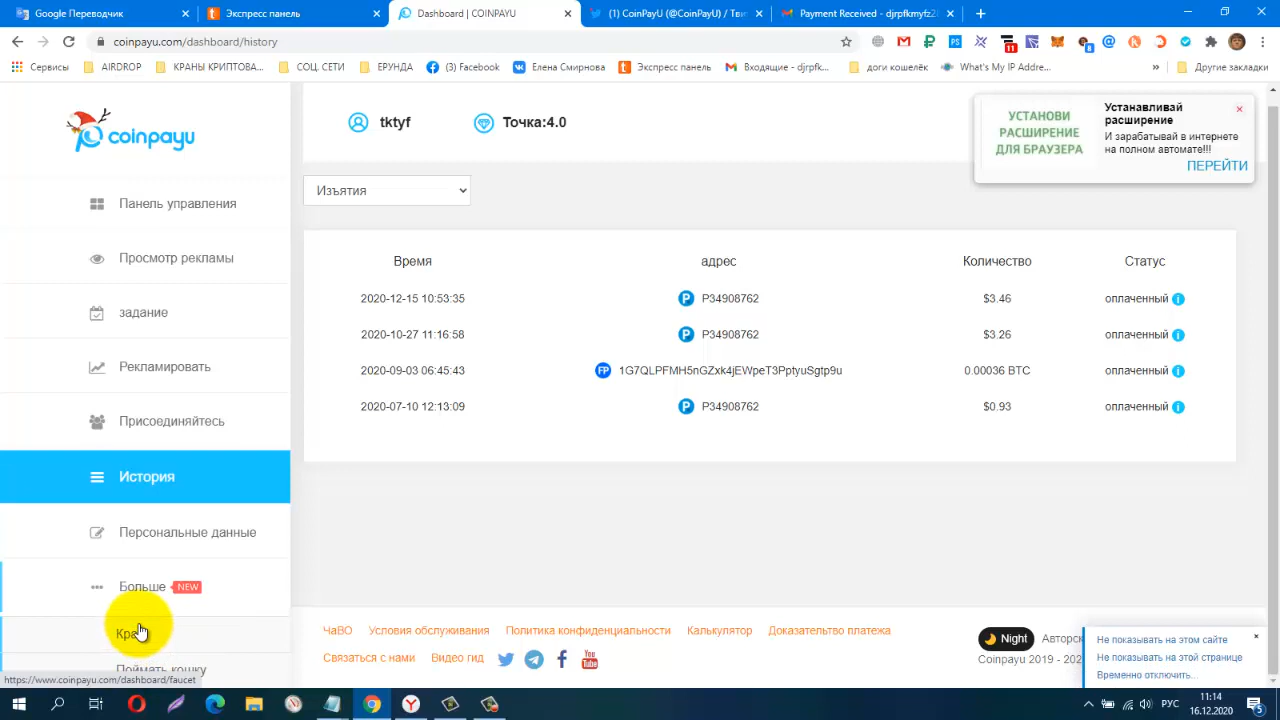 Google Переводчик
Экспресс панель
Dashboard | COINPAYU
(1) CoinPayU (@CoinPayU) / Тви
Payment Received - djrpfkmyfz2
coinpayu.com/dashboard/history
11
8
Сервисы
AIRDROP
КРАНЫ КРИПТОВА...
СОЦ. СЕТИ
ЕРУНДА
(3) Facebook
Елена Смирнова
Экспресс панель
Входящие - djrpfk...
доги кошелёк
What's My IP Addre...
»
Другие закладки
coinpayu
tktyf
Точка:4.0
УСТАНОВИ
РАСШИРЕНИЕ
ДЛЯ БРАУЗЕРА
Устанавливай
расширение
И зарабатывай в интернете
на полном автомате!!!
ПЕРЕЙТИ
Изъятия
Панель управления
Просмотр рекламы
задание
Рекламировать
Присоединяйтесь
История
Персональные данные
Больше NEW
Поймать кошку
Время адрес Количество Статус
2020-12-15 10:53:35 P34908762 $3.46 оплаченный
2020-10-27 11:16:58 P34908762 $3.26 оплаченный
2020-09-03 06:45:43 FP 1G7QLPFMH5nGZxk4jEWpeT3PptyuSgtp9u 0.00036 BTC оплаченный
2020-07-10 12:13:09 P34908762 $0.93 оплаченный
ЧаВО Условия обслуживания Политика конфиденциальности Калькулятор Доказательство платежа
Связаться с нами Видео гид You Tube
Night Авторск
Coinpayu 2019 - 202
Не показывать на этом сайте
Не показывать на этой странице
Временно отключить...
https://www.coinpayu.com/dashboard/faucet
РУС
11:14
16.12.2020